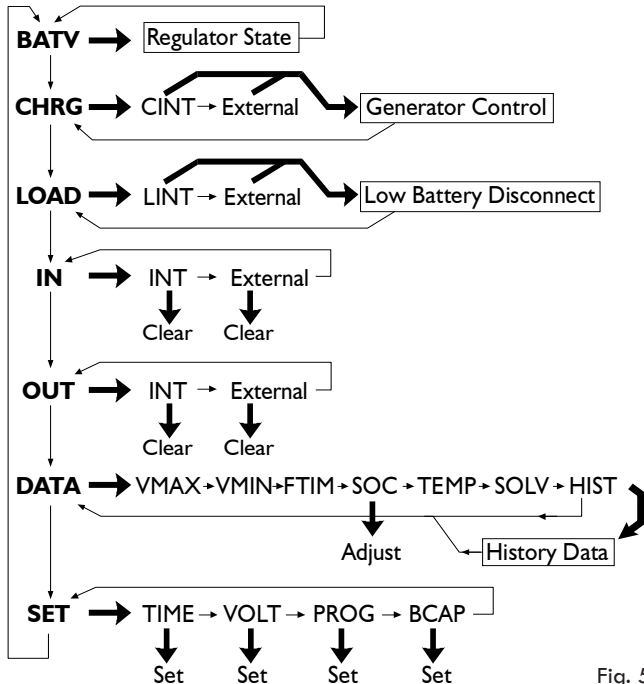 BATV Regulator State
CHRG CINT External Generator Control
LOAD LINT External Low Battery Disconnect
IN INT External
Clear Clear
OUT INT External
Clear Clear
DATA VMAX VMIN FTIM SOC TEMP SOLV HIST
Adjust History Data
SET TIME VOLT PROG BCAP
Set Set Set Set
Fig. 5